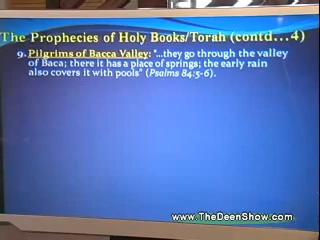 The Prophecies of Holy Books/Torah (contd...4)
9. Pilgrims of Bacca Valley: "...they go through the valley
of Baca; there it has a place of springs; the early rain
also covers it with pools" (Psalms 84:5-6).
www.TheDeenShow.com